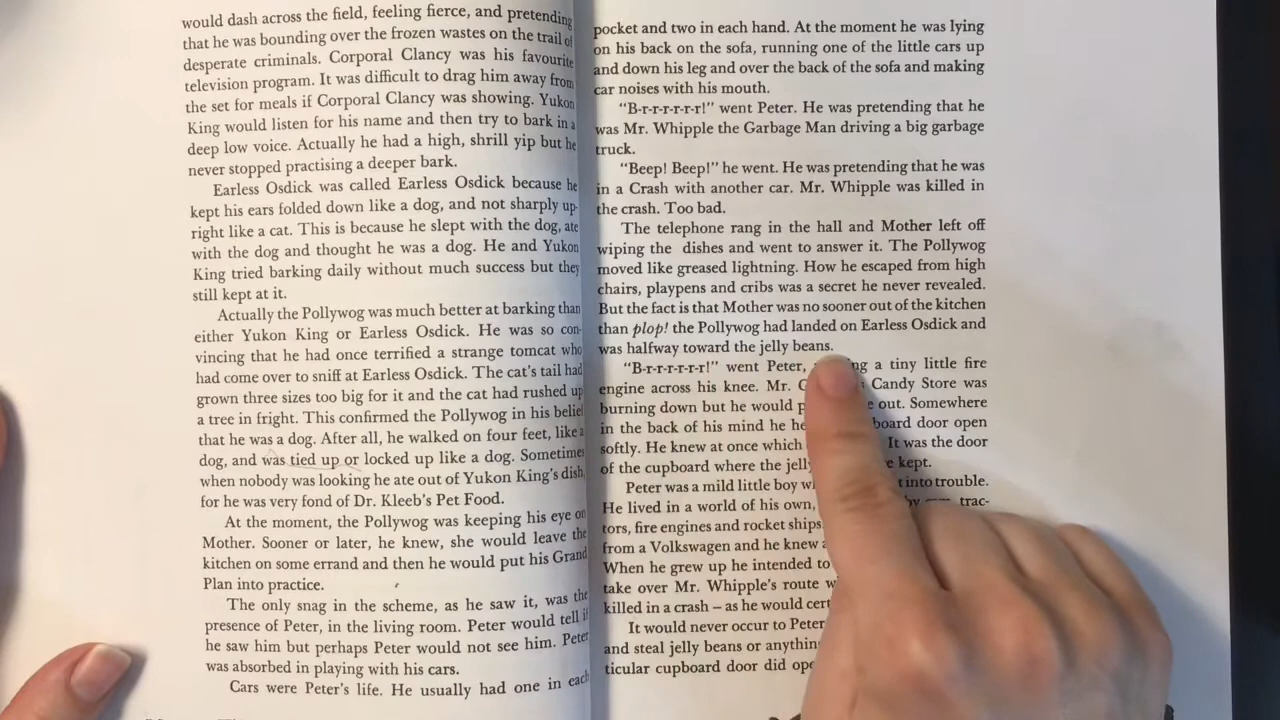 would dash across the field, feeling fierce, and pretending
that he was bounding over the frozen wastes on the trail of
desperate criminals. Corporal Clancy was his favourite
television program. It was difficult to drag him away from
the set for meals if Corporal Clancy was showing. Yukon
King would listen for his name and then try to bark in a
deep low voice. Actually he had a high, shrill yip but he
never stopped practising a deeper bark.
Earless Osdick was called Earless Osdick because he
kept his ears folded down like a dog, and not sharply up-
right like a cat. This is because he slept with the dog, ate
with the dog and thought he was a dog. He and Yukon
King tried barking daily without much success but they
still kept at it.
Actually the Pollywog was much better at barking than
either Yukon King or Earless Osdick. He was so con-
vincing that he had once terrified a strange tomcat who
had come over to sniff at Earless Osdick. The cat's tail had
grown three sizes too big for it and the cat had rushed up
a tree in fright. This confirmed the Pollywog in his belief
that he was a dog. After all, he walked on four feet, like a
dog, and was tied up or locked up like a dog. Sometimes
when nobody was looking he ate out of Yukon King's dish,
for he was very fond of Dr. Kleeb's Pet Food.
At the moment, the Pollywog was keeping his eye on
Mother. Sooner or later, he knew, she would leave the
kitchen on some errand and then he would put his Grand
Plan into practice.
The only snag in the scheme, as he saw it, was the
presence of Peter, in the living room. Peter would tell if
he saw him but perhaps Peter would not see him. Peter
was absorbed in playing with his cars.
Cars were Peter's life. He usually had one in each
pocket and two in each hand. At the moment he was lying
on his back on the sofa, running one of the little cars up
and down his leg and over the back of the sofa and making
car noises with his mouth.
"B-r-r-r-r-r-r!" went Peter. He was pretending that he
was Mr. Whipple the Garbage Man driving a big garbage
truck.
"Beep! Beep!" he went. He was pretending that he was
in a Crash with another car. Mr. Whipple was killed in
the crash. Too bad.
The telephone rang in the hall and Mother left off
wiping the dishes and went to answer it. The Pollywog
moved like greased lightning. How he escaped from high
chairs, playpens and cribs was a secret he never revealed.
But the fact is that Mother was no sooner out of the kitchen
than plop! the Pollywog had landed on Earless Osdick and
was halfway toward the jelly beans.
"B-r-r-r-r-r-r!" went Peter, a tiny little fire
engine across his knee. Mr. Candy Store was
burning down but he would out. Somewhere
in the back of his mind he door open
softly. He knew at once which It was the door
of the cupboard where the kept.
Peter was a mild little boy into trouble.
He lived in a world of his own, trac-
tors, fire engines and rocket ships.
from a Volkswagen and he knew
When he grew up he intended to
take over Mr. Whipple's route
killed in a crash – as he would
It would never occur to Peter
and steal jelly beans or
ticular cupboard door did